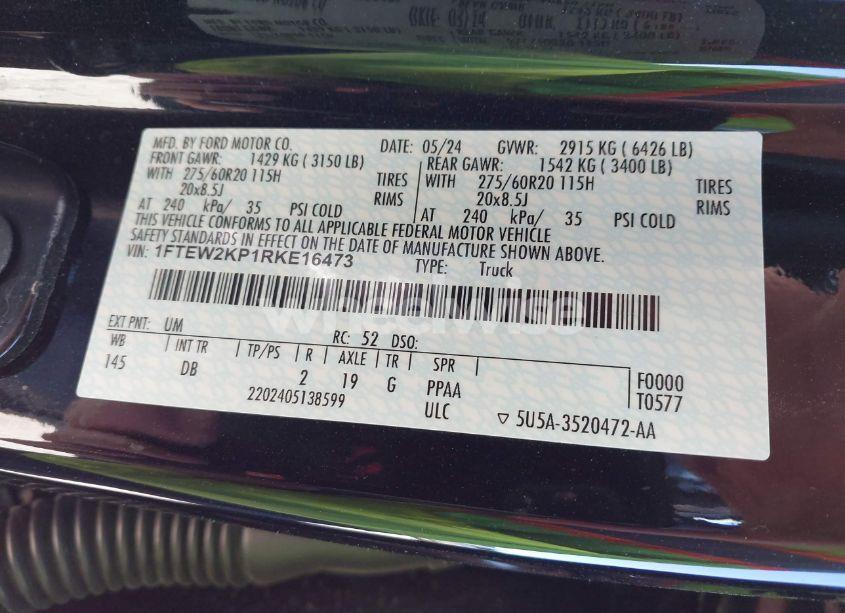 MFD. BY FORD MOTOR CO.
DATE: 05/24 GVWR: 2915 KG ( 6426 LB)
FRONT GAWR: 1429 KG ( 3150 LB)
WITH 275/60R20 115H TIRES
20x8.5J RIMS
AT 240 kPa/ 35 PSI COLD
REAR GAWR: 1542 KG ( 3400 LB)
WITH 275/60R20 115H TIRES
20x8.5J RIMS
AT 240 kPa/ 35 PSI COLD
THIS VEHICLE CONFORMS TO ALL APPLICABLE FEDERAL MOTOR VEHICLE
SAFETY STANDARDS IN EFFECT ON THE DATE OF MANUFACTURE SHOWN ABOVE.
VIN: 1FTEW2KP1RKE16473 TYPE: Truck
wheelwise
EXT PNT: UM RC: 52 DSO:
WB INT TR TP/PS R AXLE TR SPR
145 DB 2 19 G PPAA F0000
2202405138599 ULC T0577
5U5A-3520472-AA